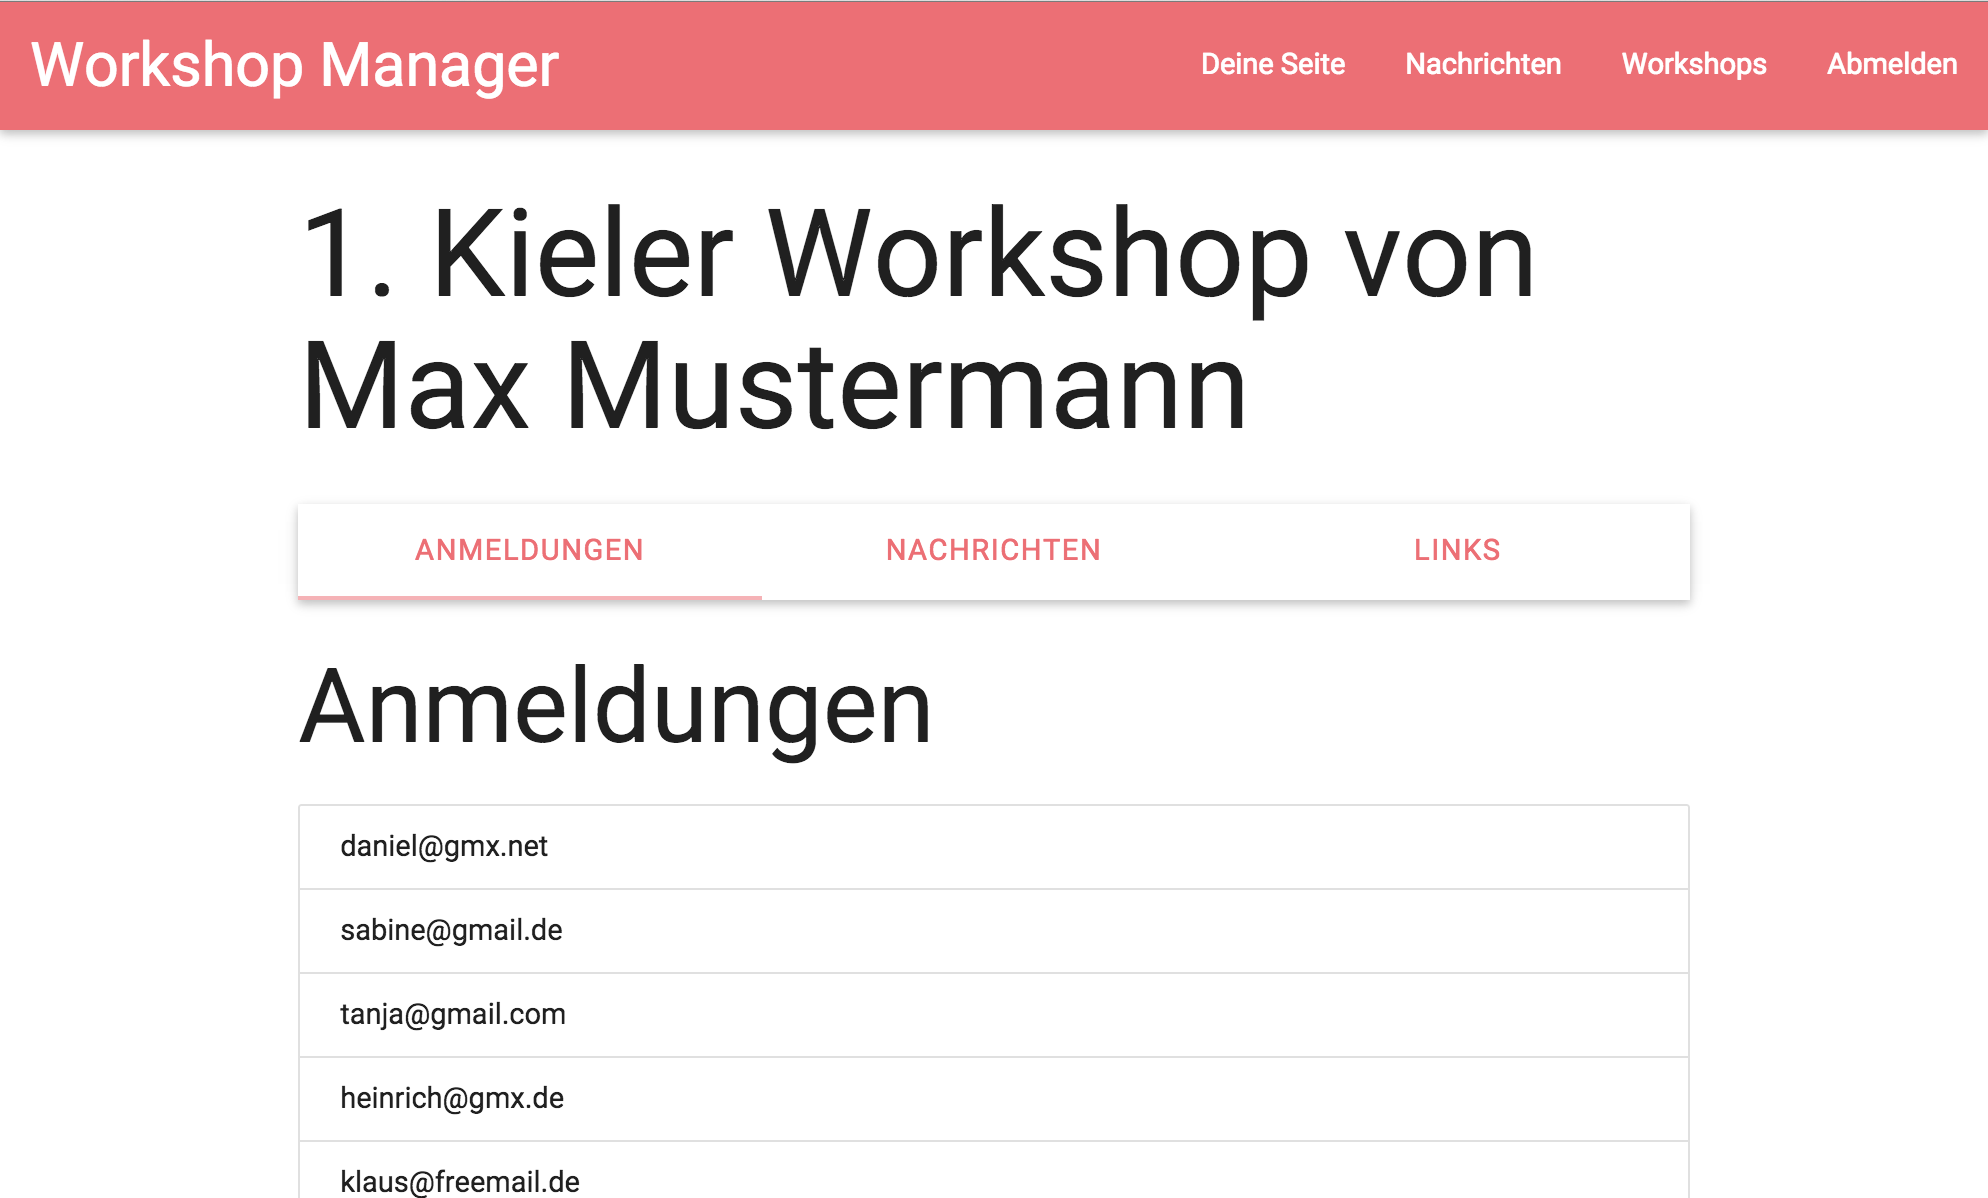 Workshop Manager
Deine Seite
Nachrichten
Workshops
Abmelden
1. Kieler Workshop von
Max Mustermann
ANMELDUNGEN
NACHRICHTEN
LINKS
Anmeldungen
daniel@gmx.net
sabine@gmail.de
tanja@gmail.com
heinrich@gmx.de
klaus@freemail.de